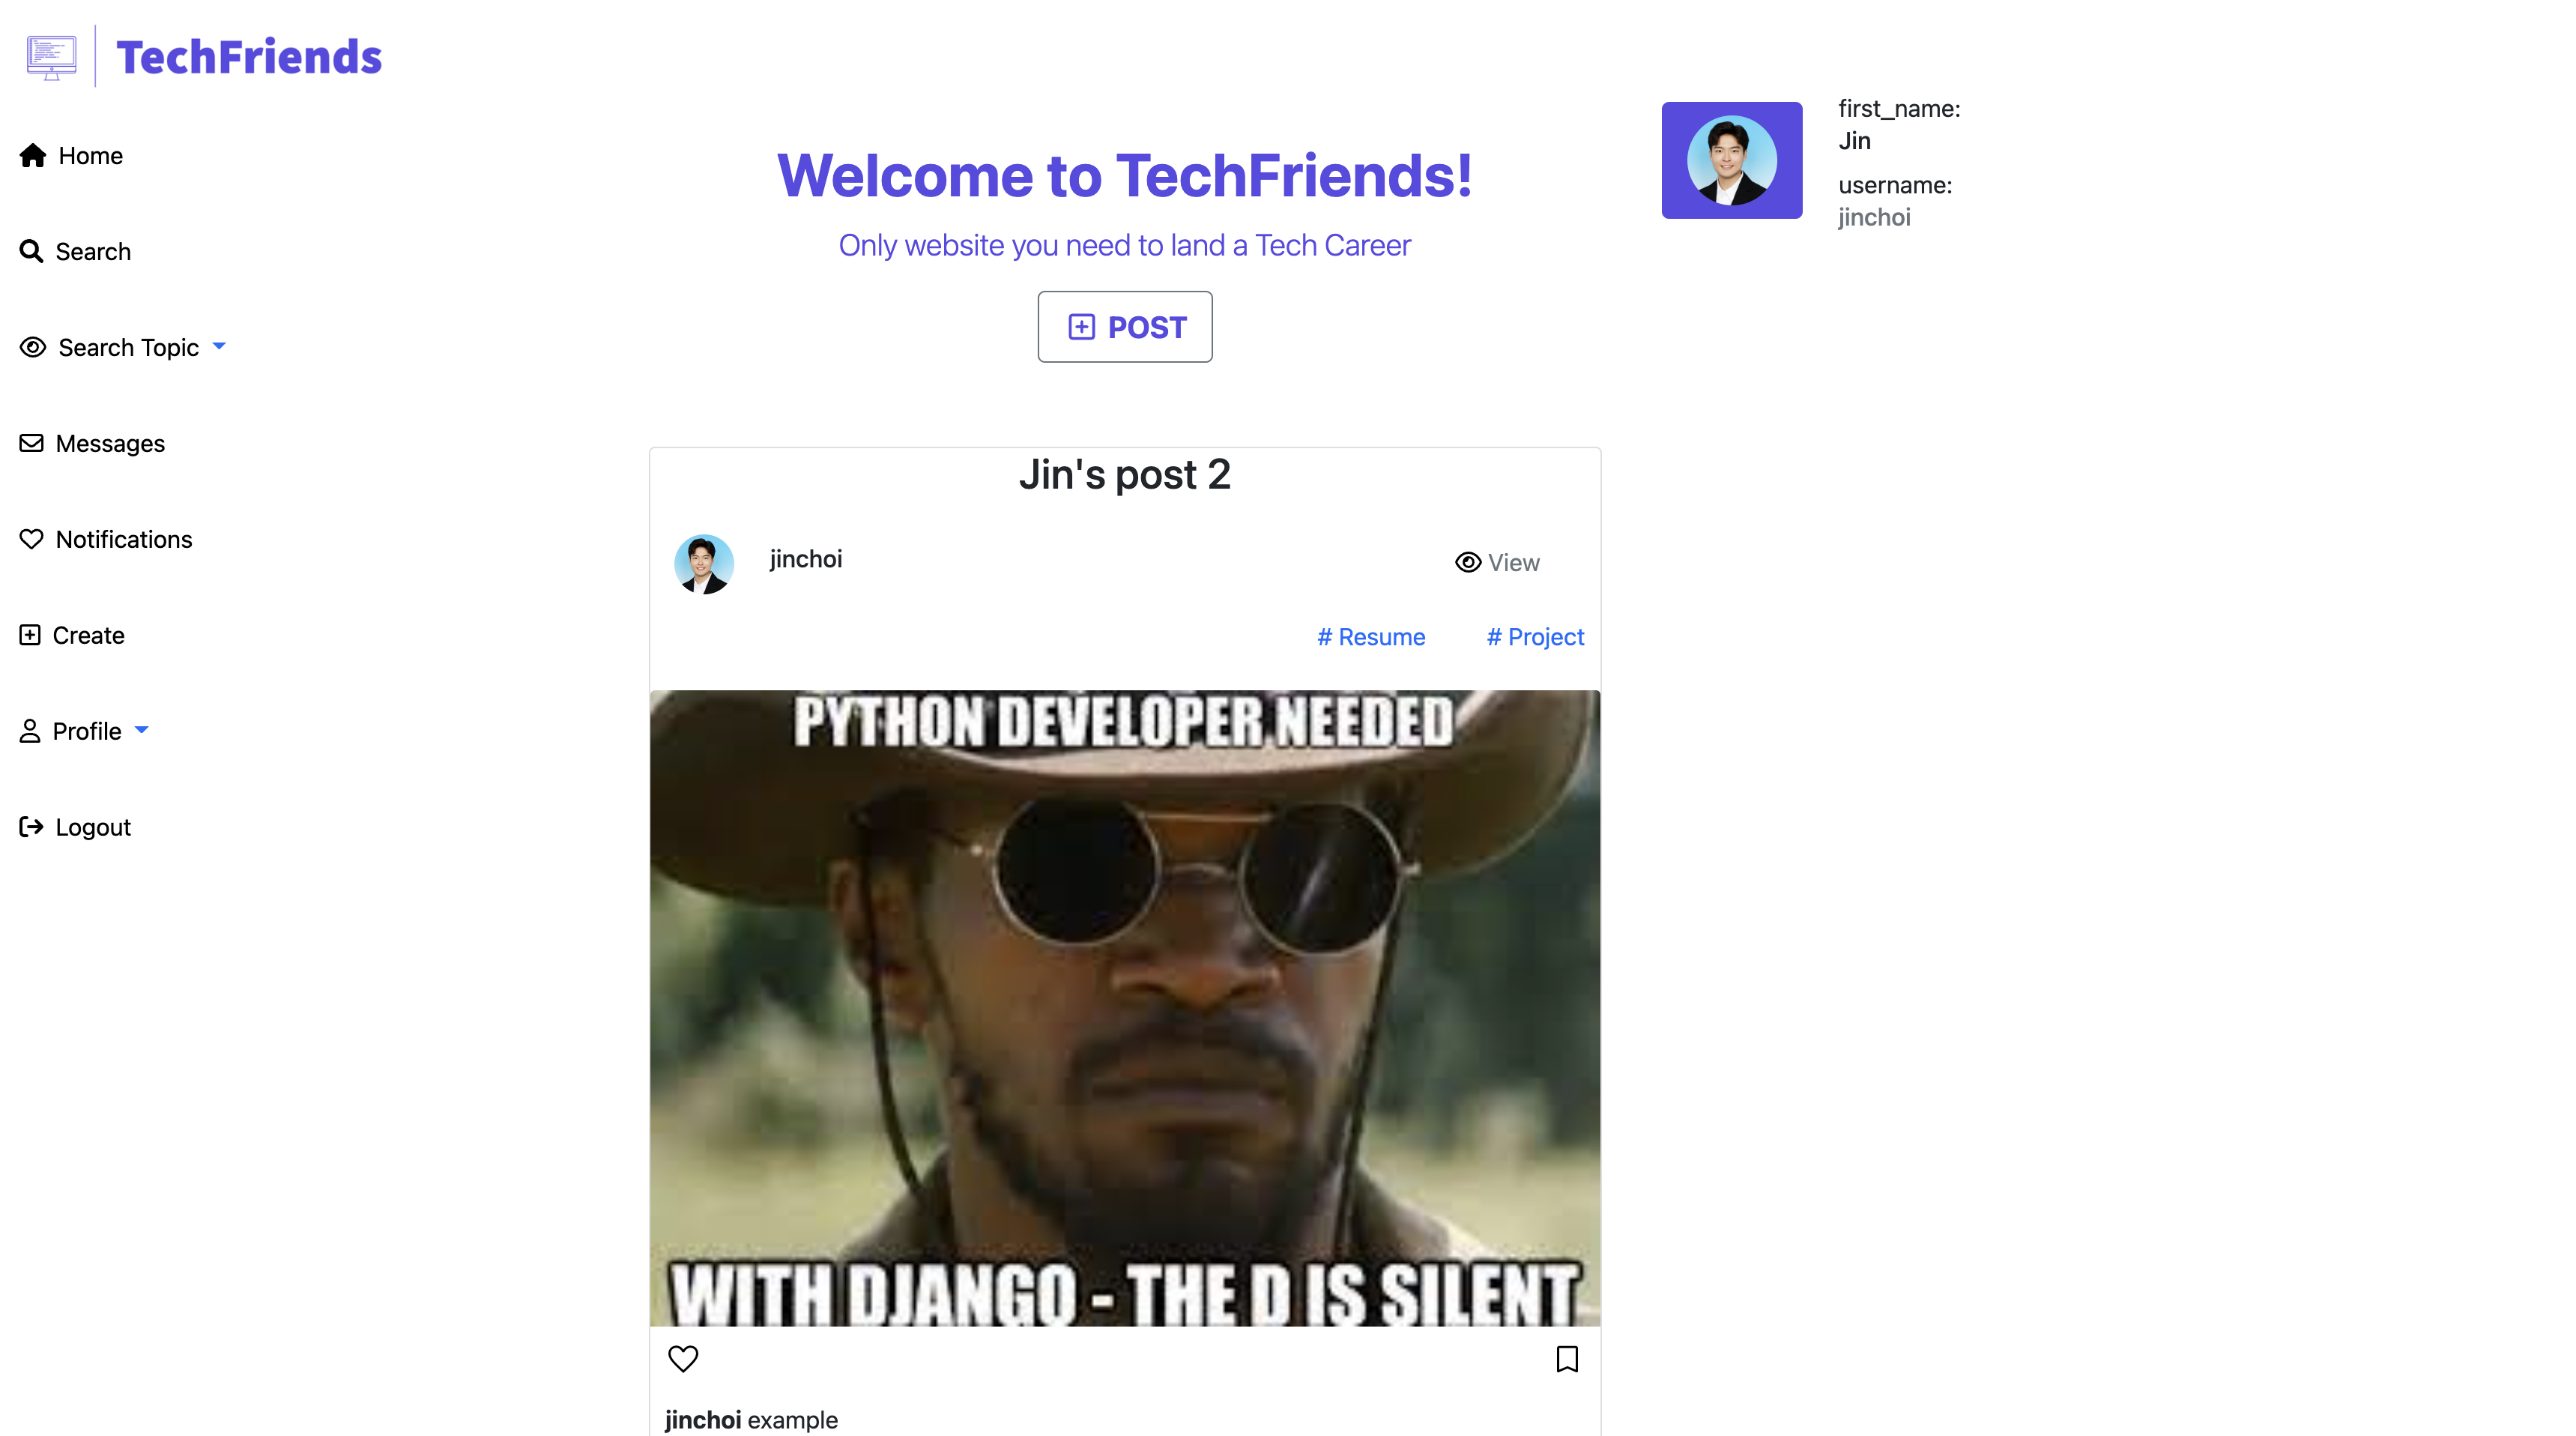 TechFriends
Home
Search
Search Topic
Messages
Notifications
Create
Profile
Logout
Welcome to TechFriends!
Only website you need to land a Tech Career
POST
Jin's post 2
jinchoi
View
# Resume # Project
PYTHON DEVELOPER NEEDED
WITH DJANGO - THE D IS SILENT
jinchoi example
first_name:
Jin
username:
jinchoi